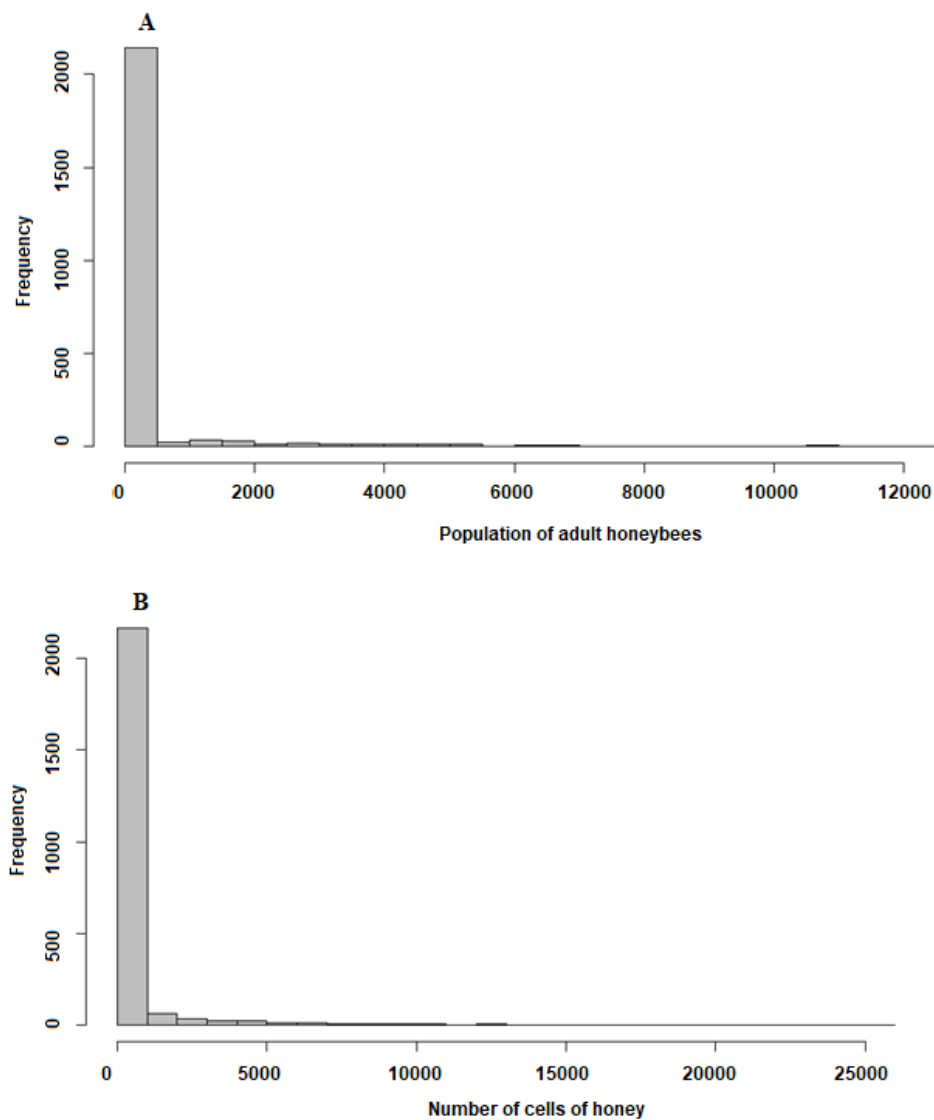 A
Frequency
2000
1500
1000
500
0
0 2000 4000 6000 8000 10000 12000
Population of adult honeybees
B
Frequency
2000
1500
1000
500
0
0 5000 10000 15000 20000 25000
Number of cells of honey